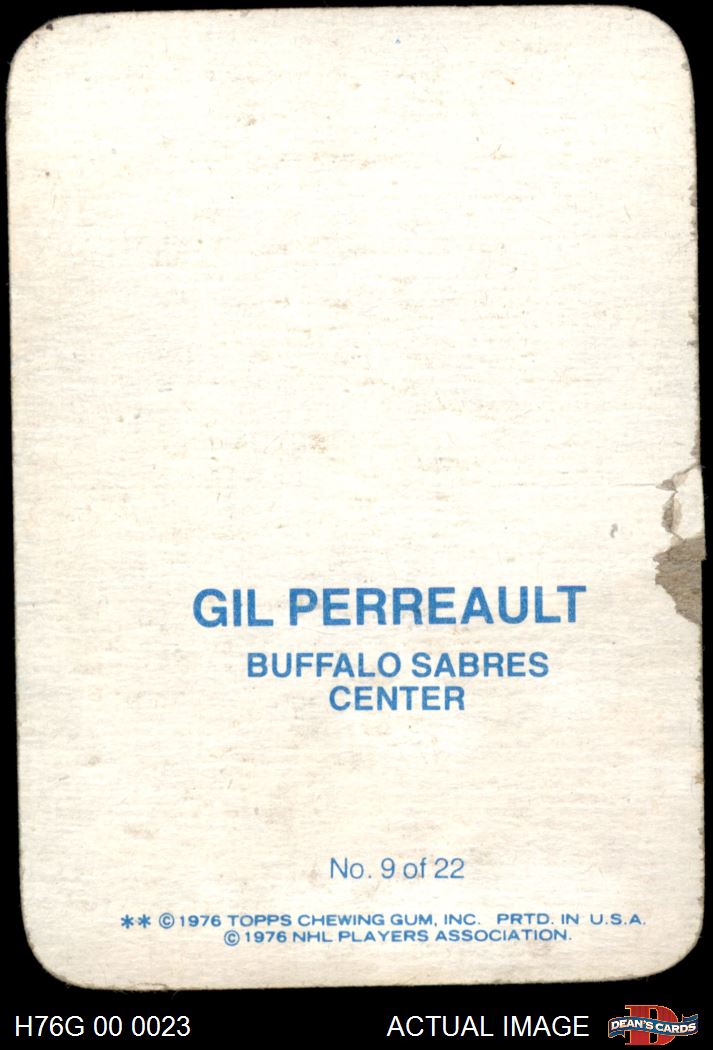 GIL PERREAULT
BUFFALO SABRES
CENTER
No. 9 of 22
** © 1976 TOPPS CHEWING GUM, INC. PRTD. IN U.S.A.
© 1976 NHL PLAYERS ASSOCIATION.
H76G 00 0023 ACTUAL IMAGE D DEAN'S CARDS